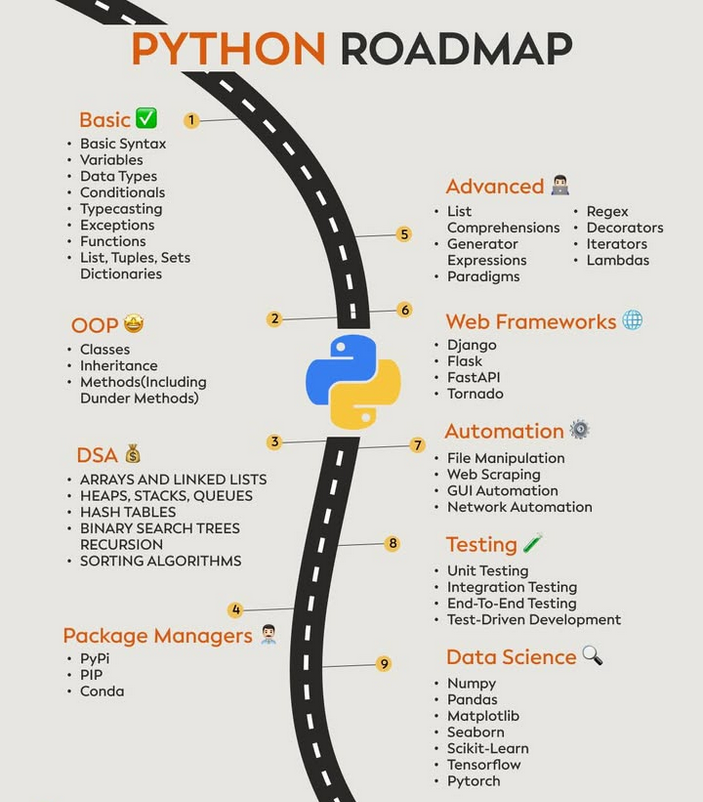 PYTHON ROADMAP
Basic
1
• Basic Syntax
• Variables
• Data Types
• Conditionals
• Typecasting
• Exceptions
• Functions
• List, Tuples, Sets
Dictionaries
2
OOP
• Classes
• Inheritance
• Methods(Including
Dunder Methods)
3
DSA
• ARRAYS AND LINKED LISTS
• HEAPS, STACKS, QUEUES
• HASH TABLES
• BINARY SEARCH TREES
RECURSION
• SORTING ALGORITHMS
4
Package Managers
• PyPi
• PIP
• Conda
5
Advanced
• List
Comprehensions
• Generator
Expressions
• Paradigms
• Regex
• Decorators
• Iterators
• Lambdas
6
Web Frameworks
• Django
• Flask
• FastAPI
• Tornado
7
Automation
• File Manipulation
• Web Scraping
• GUI Automation
• Network Automation
8
Testing
• Unit Testing
• Integration Testing
• End-To-End Testing
• Test-Driven Development
9
Data Science
• Numpy
• Pandas
• Matplotlib
• Seaborn
• Scikit-Learn
• Tensorflow
• Pytorch